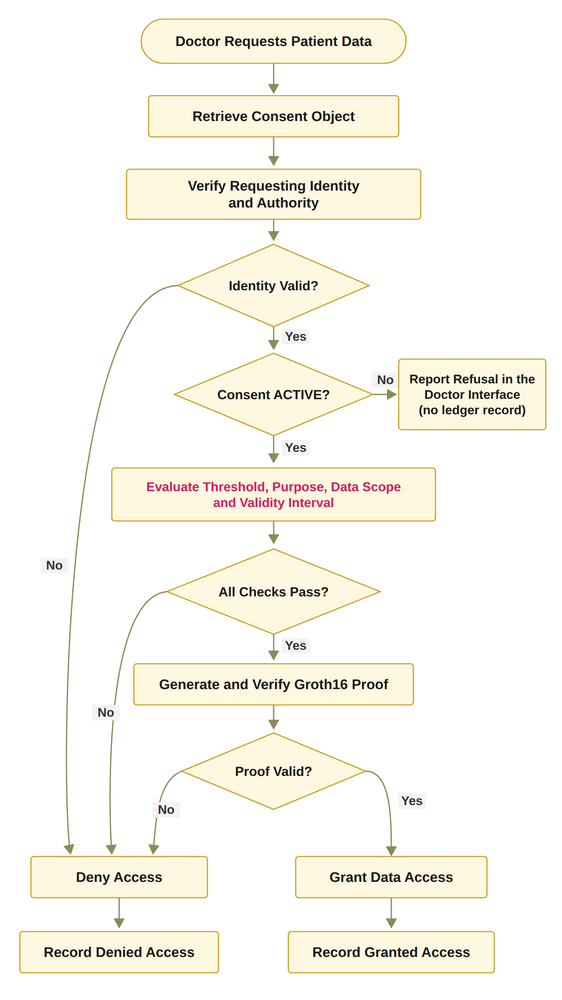 Doctor Requests Patient Data
Retrieve Consent Object
Verify Requesting Identity
and Authority
Identity Valid?
Yes
Consent ACTIVE?
No
Report Refusal in the
Doctor Interface
(no ledger record)
Yes
Evaluate Threshold, Purpose, Data Scope
and Validity Interval
No
All Checks Pass?
Yes
Generate and Verify Groth16 Proof
No
Proof Valid?
No
Yes
Deny Access
Grant Data Access
Record Denied Access
Record Granted Access